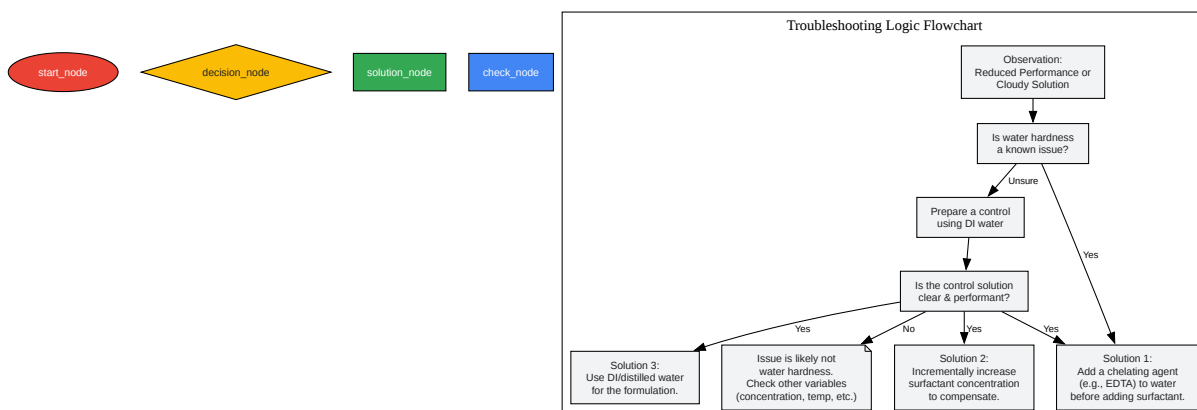 Troubleshooting Logic Flowchart
start_node
decision_node
solution_node
check_node
Observation:
Reduced Performance or
Cloudy Solution
Is water hardness
a known issue?
Unsure
Prepare a control
using DI water
Yes
Is the control solution
clear & performant?
Yes
No
Yes
Yes
Solution 3:
Use DI/distilled water
for the formulation.
Issue is likely not
water hardness.
Check other variables
(concentration, temp, etc.)
Solution 2:
Incrementally increase
surfactant concentration
to compensate.
Solution 1:
Add a chelating agent
(e.g., EDTA) to water
before adding surfactant.